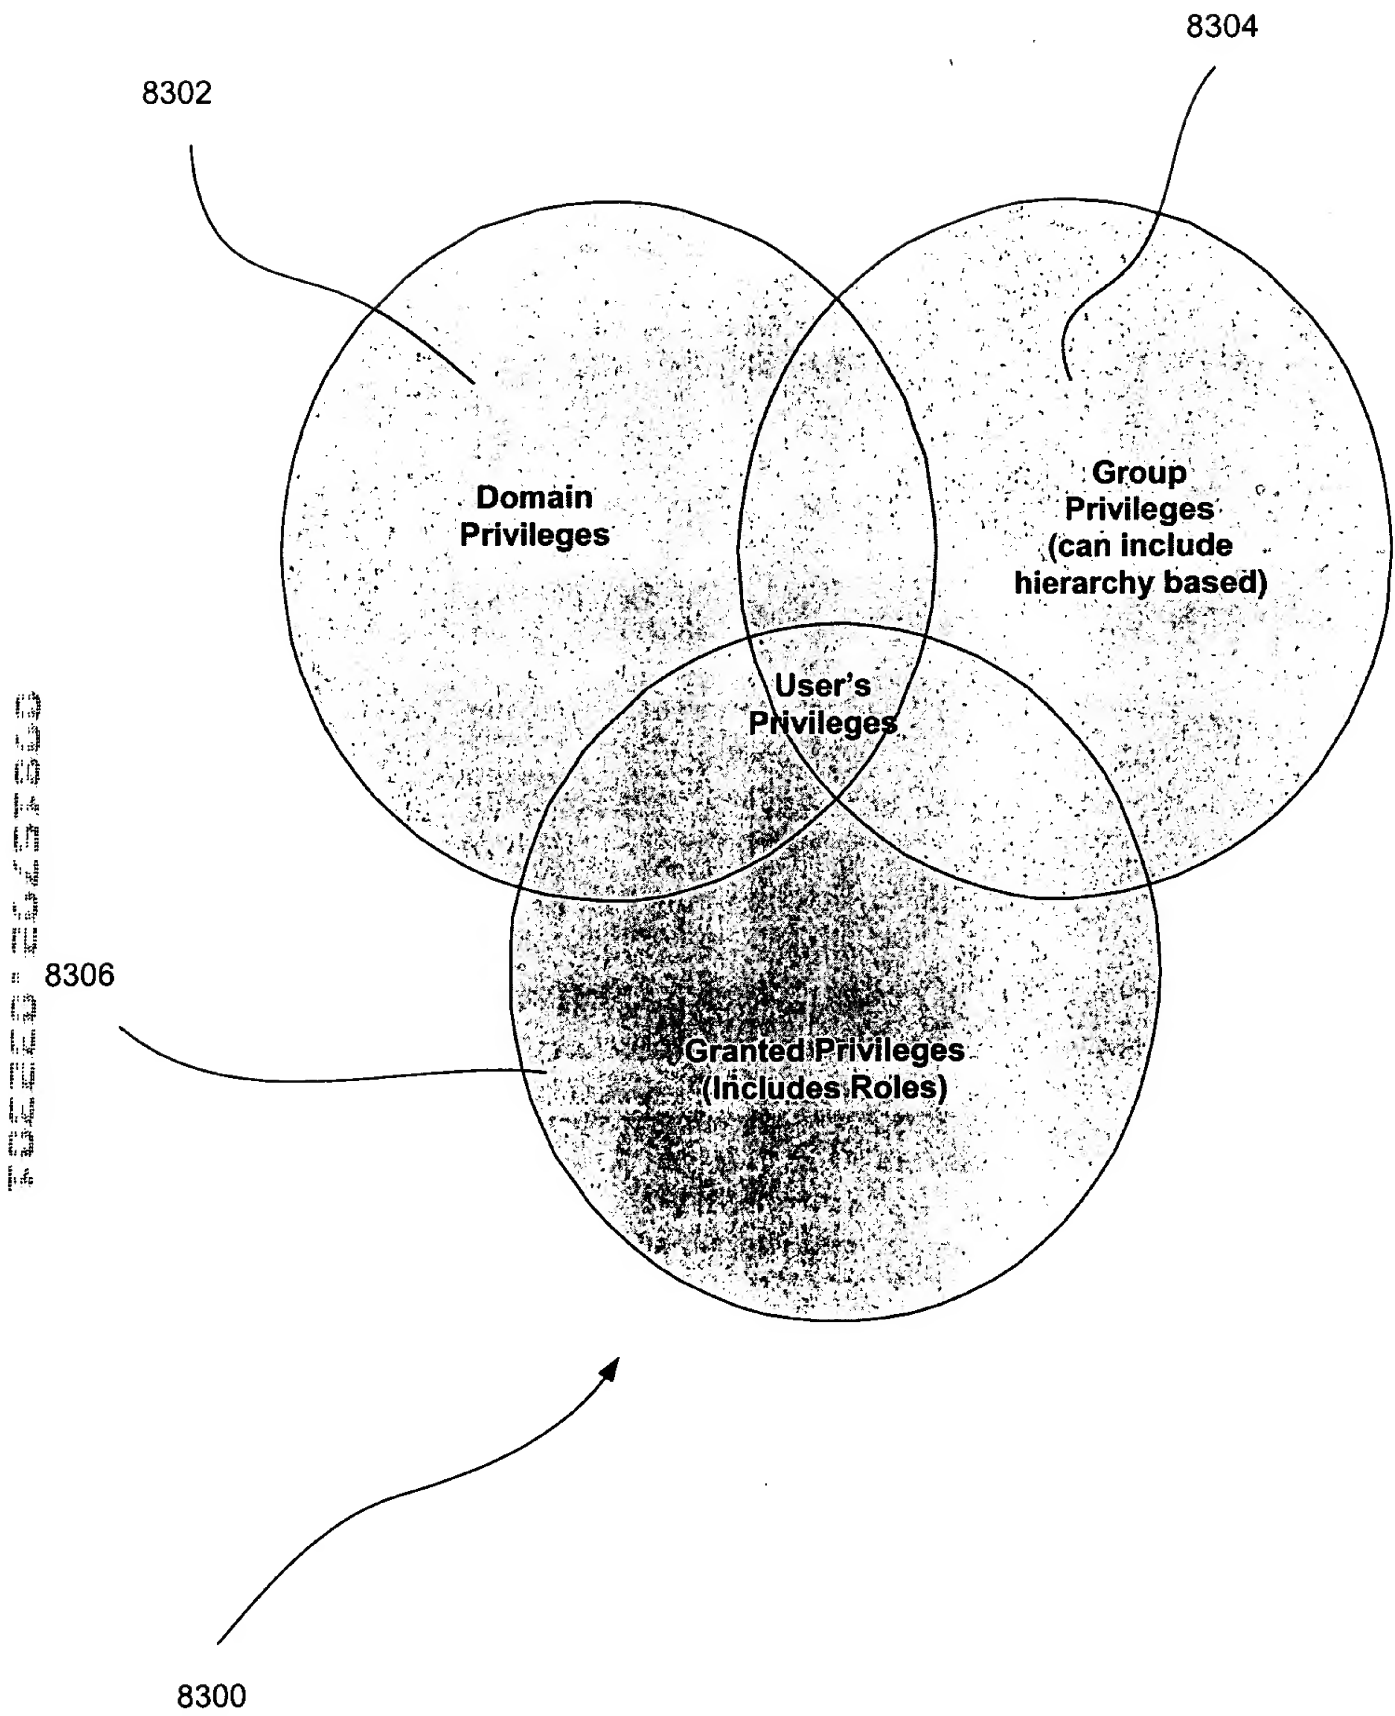 8304
8302
Domain
Privileges
Group
Privileges
(can include
hierarchy based)
User's
Privileges
8306
Granted Privileges
(Includes Roles)
8300